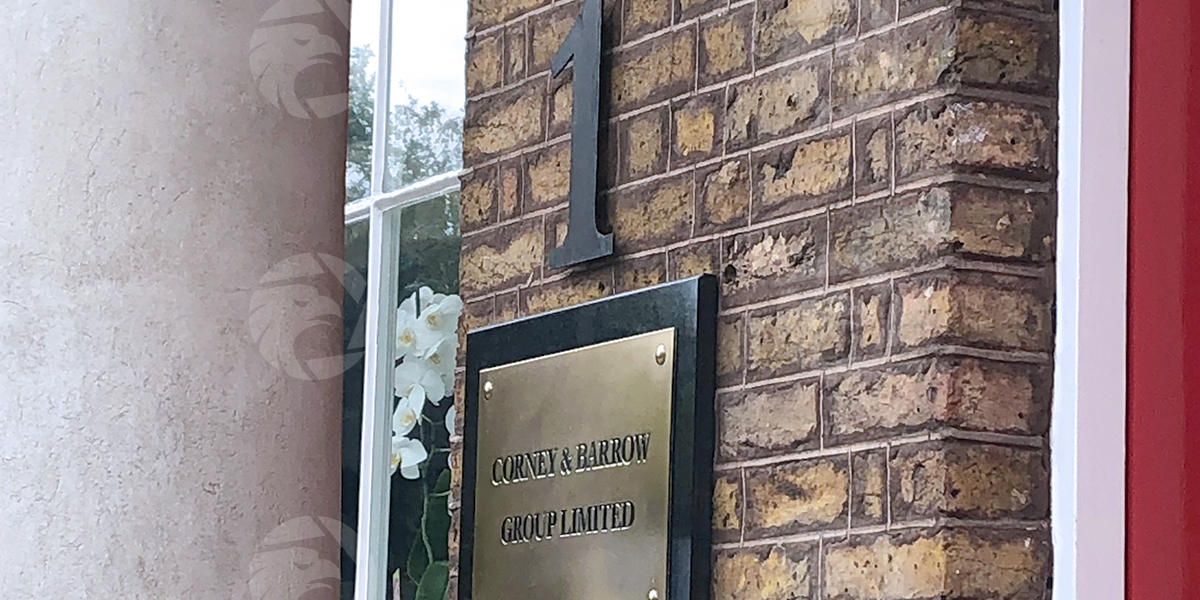 1
CORNEY & BARROW
GROUP LIMITED